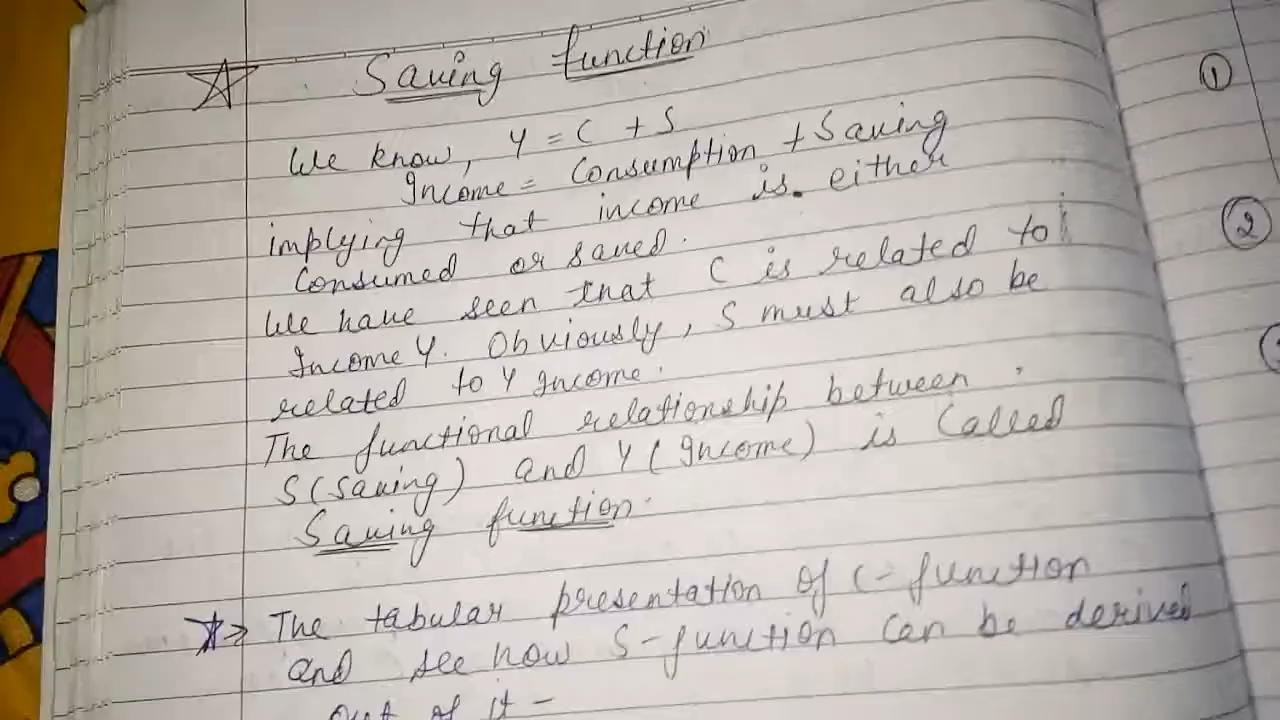 Saving function
We know, Y = C + S
Income = Consumption + Saving
implying that income is either
Consumed or saved.
We have seen that C is related to
Income Y. Obviously, S must also be
related to Y Income.
The functional relationship between
S (saving) and Y (Income) is called
Saving function.
The tabular presentation of C-function
and see how S-function can be derived
out of it -
1
2